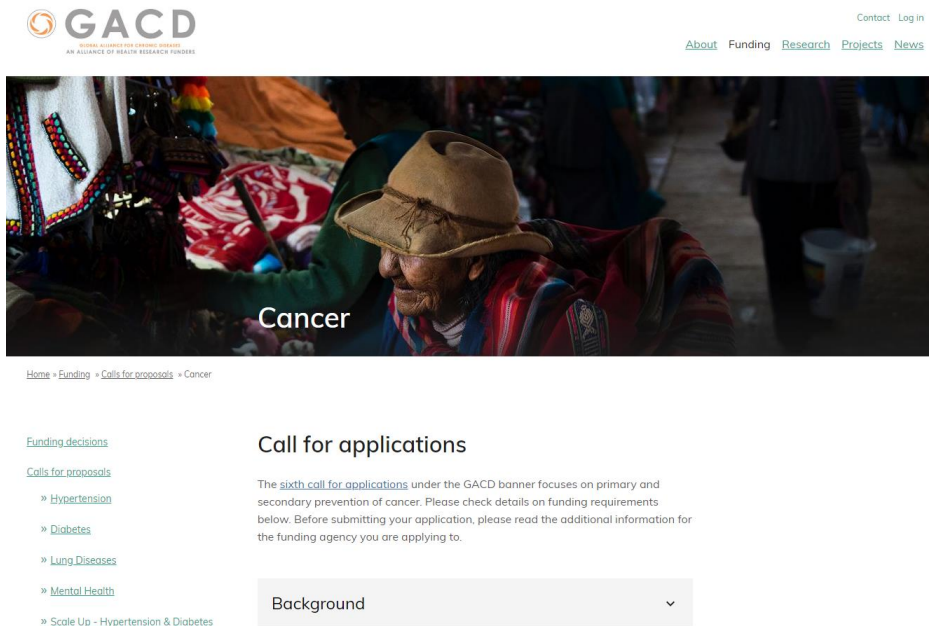 GACD
GLOBAL ALLIANCE FOR CHRONIC DISEASES
AN ALLIANCE OF HEALTH RESEARCH FUNDERS
Contact Log in
About Funding Research Projects News
Cancer
Home » Funding » Calls for proposals » Cancer
Funding decisions
Calls for proposals
» Hypertension
» Diabetes
» Lung Diseases
» Mental Health
» Scale Up - Hypertension & Diabetes
Call for applications
The sixth call for applications under the GACD banner focuses on primary and
secondary prevention of cancer. Please check details on funding requirements
below. Before submitting your application, please read the additional information for
the funding agency you are applying to.
Background